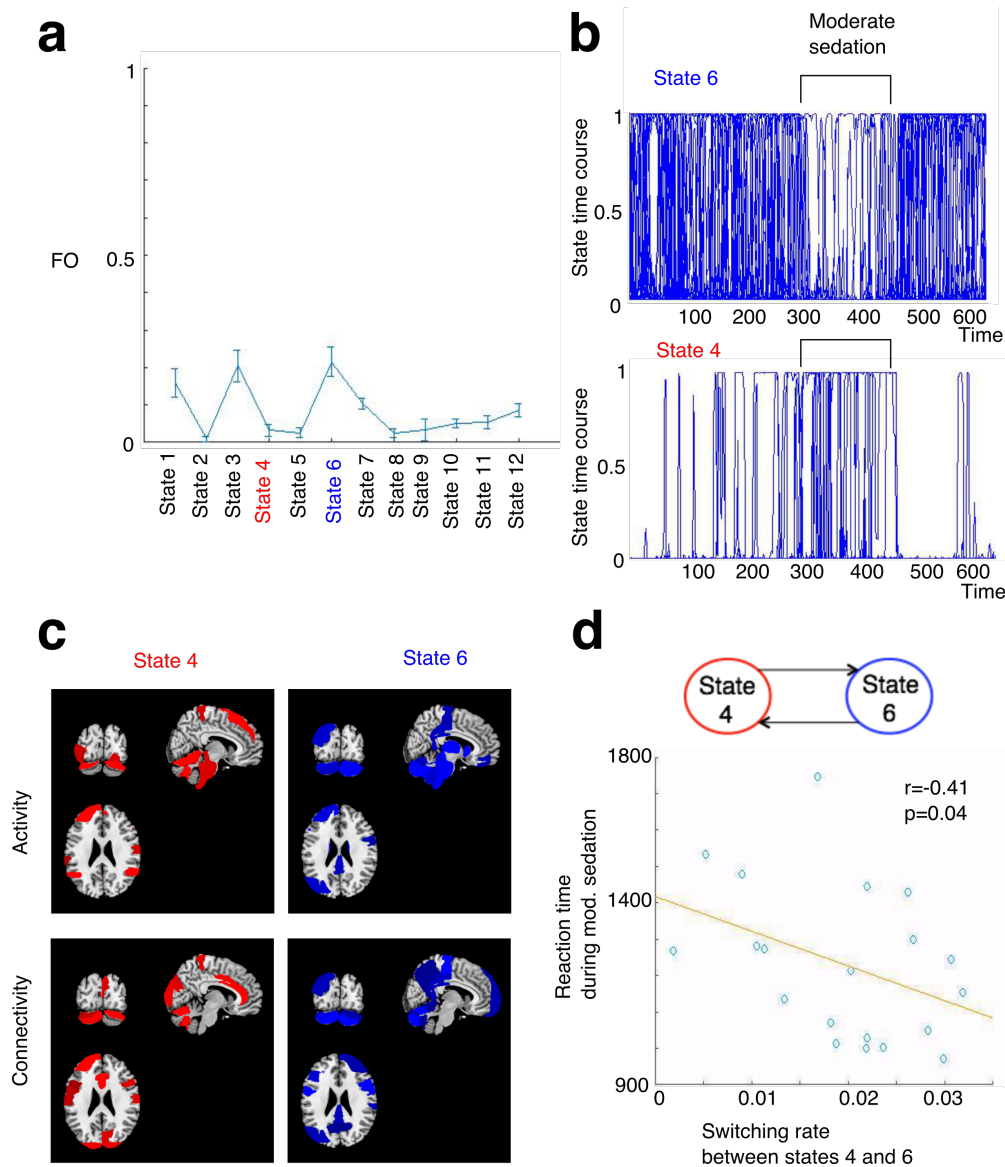 a
1
0.5
0
FO
State 1
State 2
State 3
State 4
State 5
State 6
State 7
State 8
State 9
State 10
State 11
State 12
b
Moderate
sedation
State 6
State time course
1
0.5
0
100 200 300 400 500 600
Time
State 4
State time course
1
0.5
0
100 200 300 400 500 600
Time
c
State 4
State 6
Activity
Connectivity
d
State
4
State
6
1800
1400
900
Reaction time
during mod. sedation
r=-0.41
p=0.04
0 0.01 0.02 0.03
Switching rate
between states 4 and 6